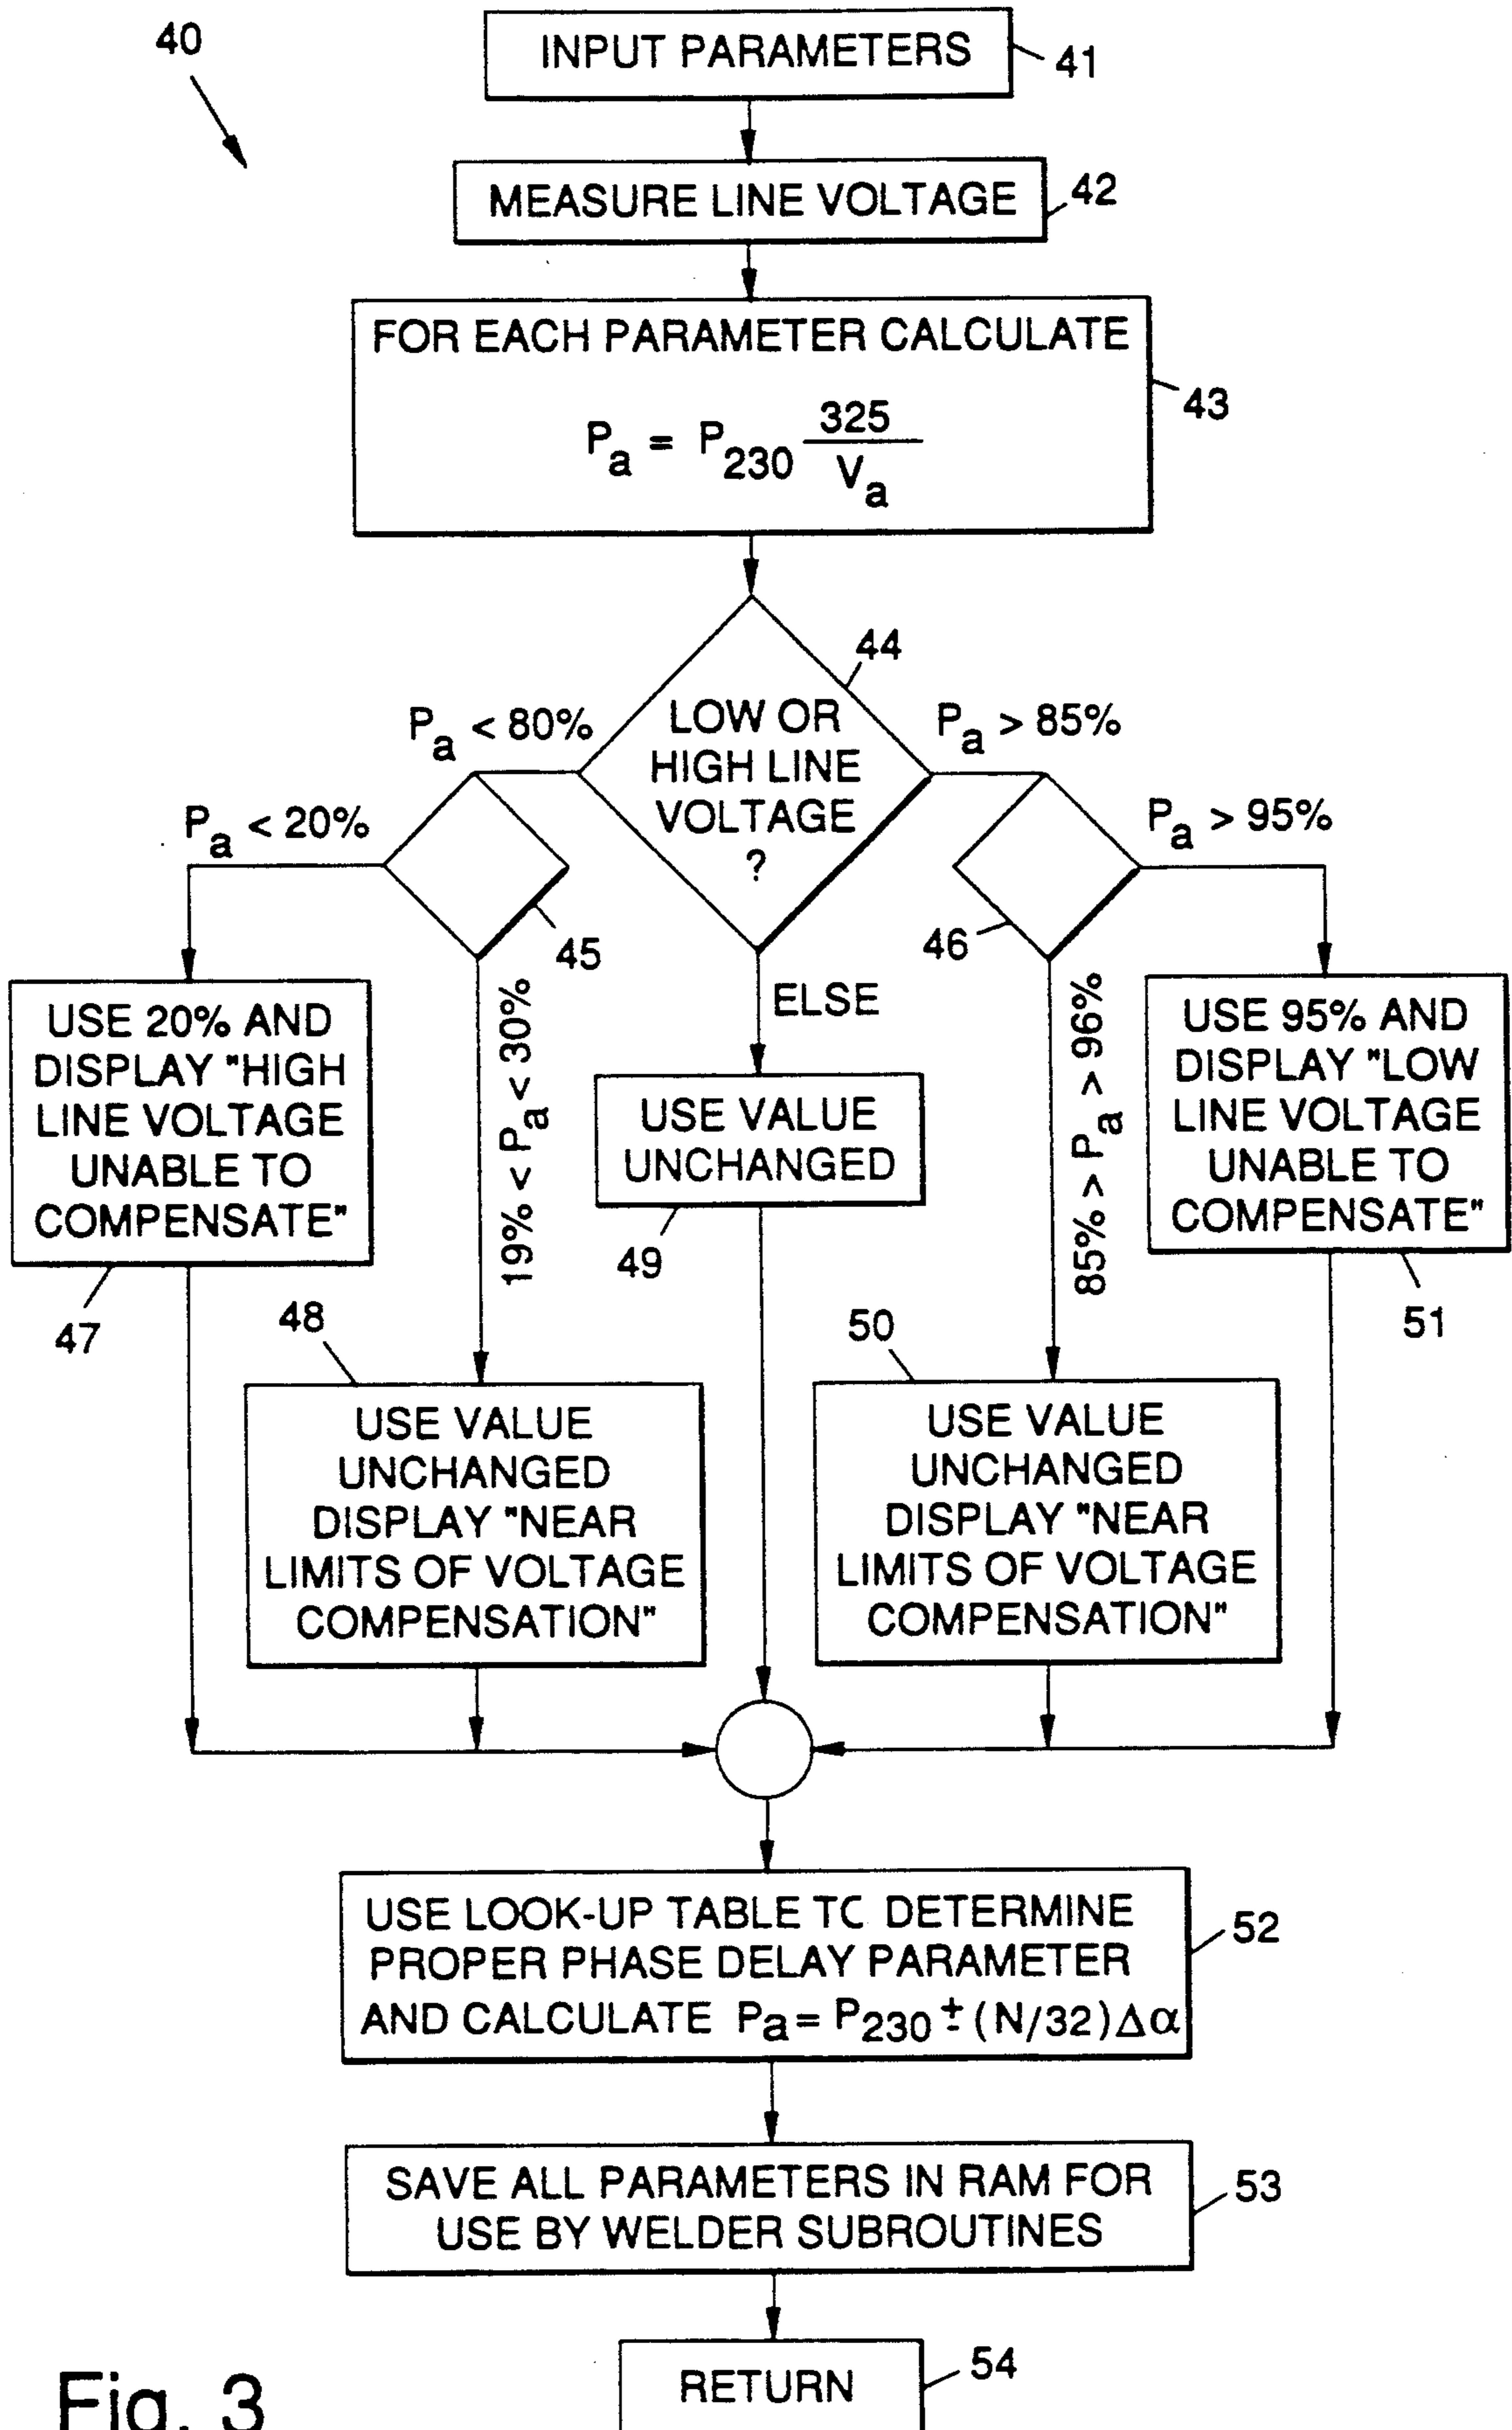 40
INPUT PARAMETERS
41
MEASURE LINE VOLTAGE
42
FOR EACH PARAMETER CALCULATE
Pa = P230 325/Va
43
44
LOW OR
HIGH LINE
VOLTAGE
?
Pa < 80%
Pa > 85%
Pa < 20%
Pa > 95%
45
46
19% < Pa < 30%
ELSE
85% > Pa > 96%
USE 20% AND
DISPLAY "HIGH
LINE VOLTAGE
UNABLE TO
COMPENSATE"
47
USE VALUE
UNCHANGED
49
USE 95% AND
DISPLAY "LOW
LINE VOLTAGE
UNABLE TO
COMPENSATE"
51
48
USE VALUE
UNCHANGED
DISPLAY "NEAR
LIMITS OF VOLTAGE
COMPENSATION"
50
USE VALUE
UNCHANGED
DISPLAY "NEAR
LIMITS OF VOLTAGE
COMPENSATION"
USE LOOK-UP TABLE TC DETERMINE
PROPER PHASE DELAY PARAMETER
AND CALCULATE Pa = P230 ± (N/32) Δα
52
SAVE ALL PARAMETERS IN RAM FOR
USE BY WELDER SUBROUTINES
53
RETURN
54
Fig. 3